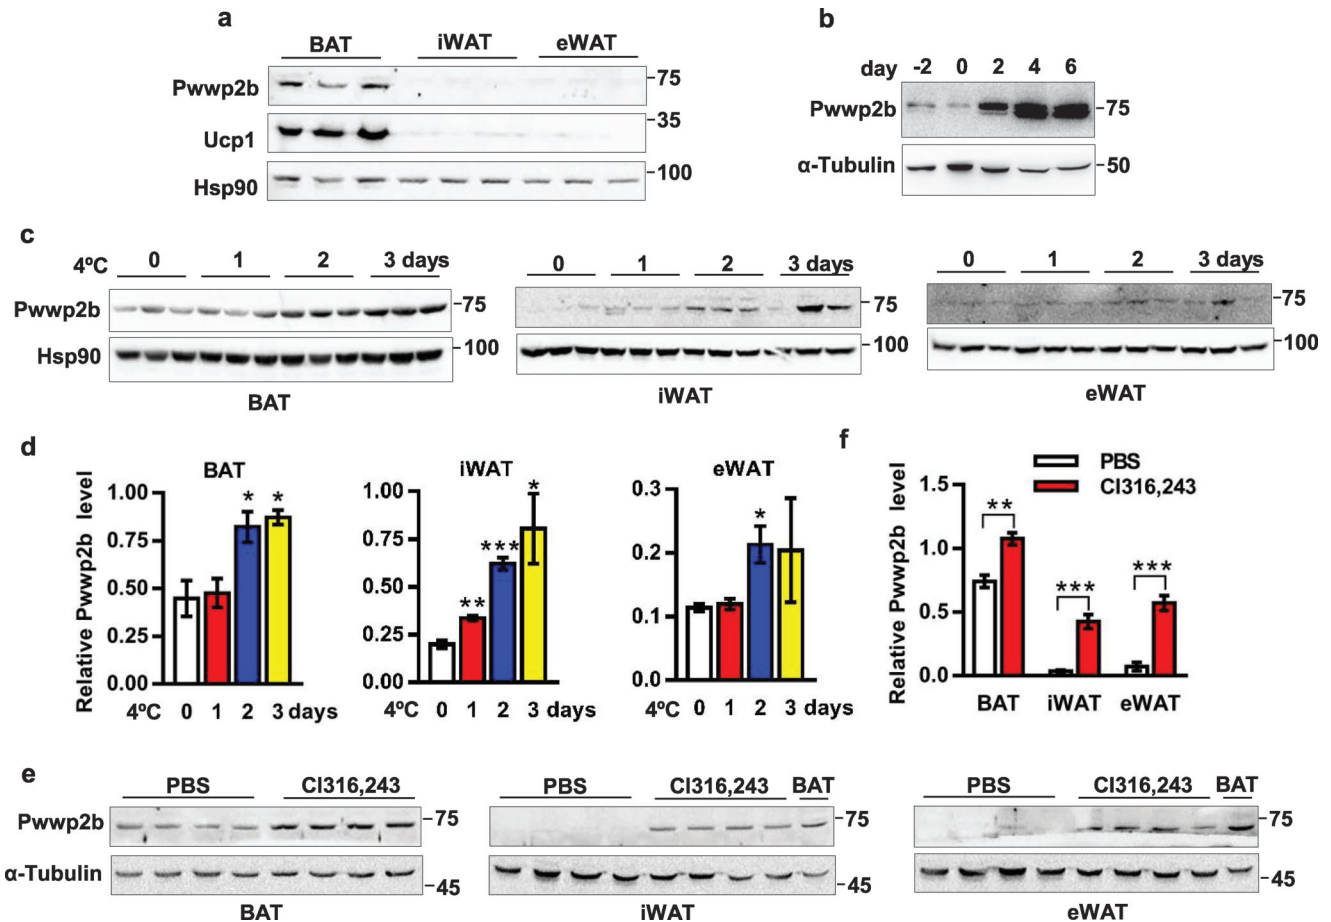 a
BAT iWAT eWAT
Pwwp2b 75
Ucp1 35
Hsp90 100
b
day -2 0 2 4 6
Pwwp2b 75
α-Tubulin 50
c
4ºC 0 1 2 3 days
Pwwp2b 75
Hsp90 100
BAT
0 1 2 3 days
75
100
iWAT
0 1 2 3 days
75
100
eWAT
d
Relative Pwwp2b level
BAT
1.00
0.75
0.50
0.25
0.00
* *
4ºC 0 1 2 3 days
iWAT
1.00
0.75
0.50
0.25
0.00
** *** *
4ºC 0 1 2 3 days
eWAT
0.3
0.2
0.1
0.0
*
4ºC 0 1 2 3 days
f
PBS
Cl316,243
Relative Pwwp2b level
1.5
1.0
0.5
0.0
** *** ***
BAT iWAT eWAT
e
PBS Cl316,243
Pwwp2b 75
α-Tubulin 45
BAT
PBS Cl316,243 BAT
75
45
iWAT
PBS Cl316,243 BAT
75
45
eWAT